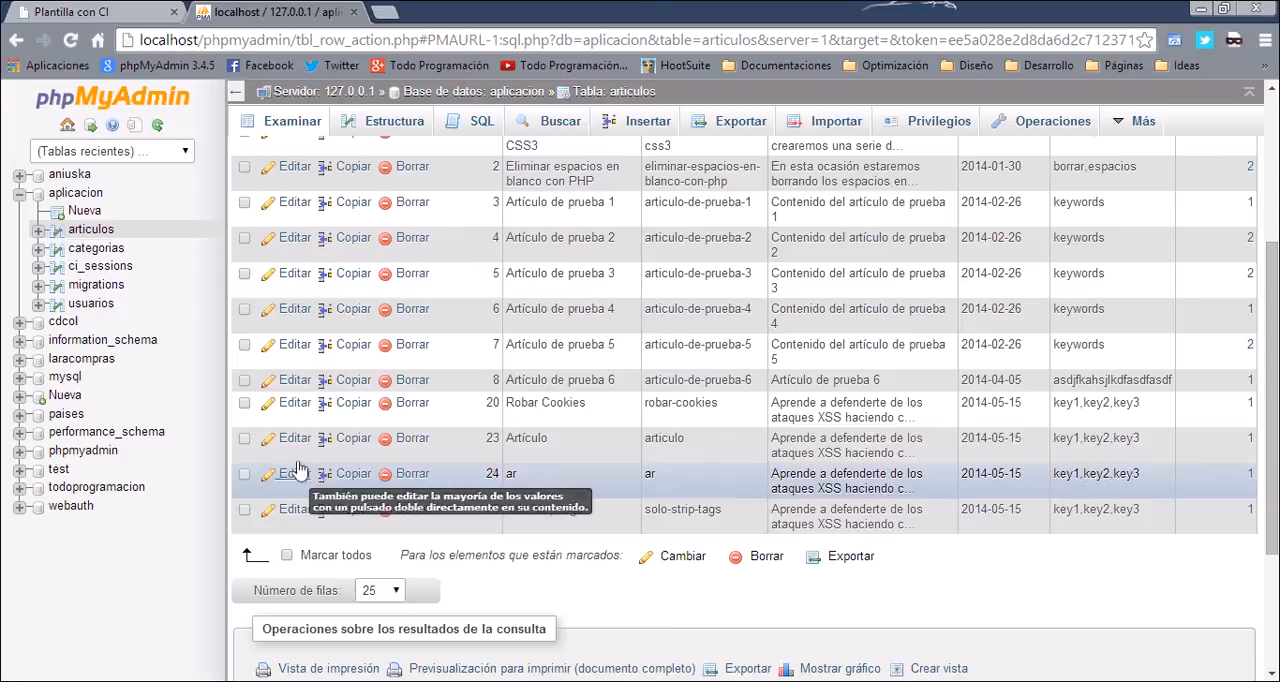 Plantilla con CI
localhost / 127.0.0.1 / apli
localhost/phpmyadmin/tbl_row_action.php#PMAURL-1:sql.php?db=aplicacion&table=articulos&server=1&target=&token=ee5a028e2d8da6d2c712371
Aplicaciones phpMyAdmin 3.4.5 Facebook Twitter Todo Programación Todo Programación... HootSuite Documentaciones Optimización Diseño Desarrollo Páginas Ideas »
phpMyAdmin
(Tablas recientes) ...
aniuska
aplicacion
Nueva
articulos
categorias
ci_sessions
migrations
usuarios
cdcol
information_schema
laracompras
mysql
Nueva
paises
performance_schema
phpmyadmin
test
todoprogramacion
webauth
Servidor: 127.0.0.1 » Base de datos: aplicacion » Tabla: articulos
Examinar Estructura SQL Buscar Insertar Exportar Importar Privilegios Operaciones Más
CSS3 css3 crearemos una serie d...
Editar Copiar Borrar 2 Eliminar espacios en eliminar-espacios-en- En esta ocasión estaremos 2014-01-30 borrar,espacios 2
blanco con PHP blanco-con-php borrando los espacios en...
Editar Copiar Borrar 3 Artículo de prueba 1 articulo-de-prueba-1 Contenido del artículo de prueba 2014-02-26 keywords 1
1
Editar Copiar Borrar 4 Artículo de prueba 2 articulo-de-prueba-2 Contenido del artículo de prueba 2014-02-26 keywords 2
2
Editar Copiar Borrar 5 Artículo de prueba 3 articulo-de-prueba-3 Contenido del artículo de prueba 2014-02-26 keywords 2
3
Editar Copiar Borrar 6 Artículo de prueba 4 articulo-de-prueba-4 Contenido del artículo de prueba 2014-02-26 keywords 1
4
Editar Copiar Borrar 7 Artículo de prueba 5 articulo-de-prueba-5 Contenido del artículo de prueba 2014-02-26 keywords 2
5
Editar Copiar Borrar 8 Artículo de prueba 6 articulo-de-prueba-6 Artículo de prueba 6 2014-04-05 asdjfkahsjlkdfasdfasdf 1
Editar Copiar Borrar 20 Robar Cookies robar-cookies Aprende a defenderte de los 2014-05-15 key1,key2,key3 1
ataques XSS haciendo c...
Editar Copiar Borrar 23 Artículo articulo Aprende a defenderte de los 2014-05-15 key1,key2,key3 1
ataques XSS haciendo c...
Copiar Borrar 24 ar ar Aprende a defenderte de los 2014-05-15 key1,key2,key3 1
ataques XSS haciendo c...
También puede editar la mayoría de los valores
con un pulsado doble directamente en su contenido.
solo-strip-tags Aprende a defenderte de los 2014-05-15 key1,key2,key3 1
ataques XSS haciendo c...
Marcar todos Para los elementos que están marcados: Cambiar Borrar Exportar
Número de filas: 25
Operaciones sobre los resultados de la consulta
Vista de impresión Previsualización para imprimir (documento completo) Exportar Mostrar gráfico Crear vista